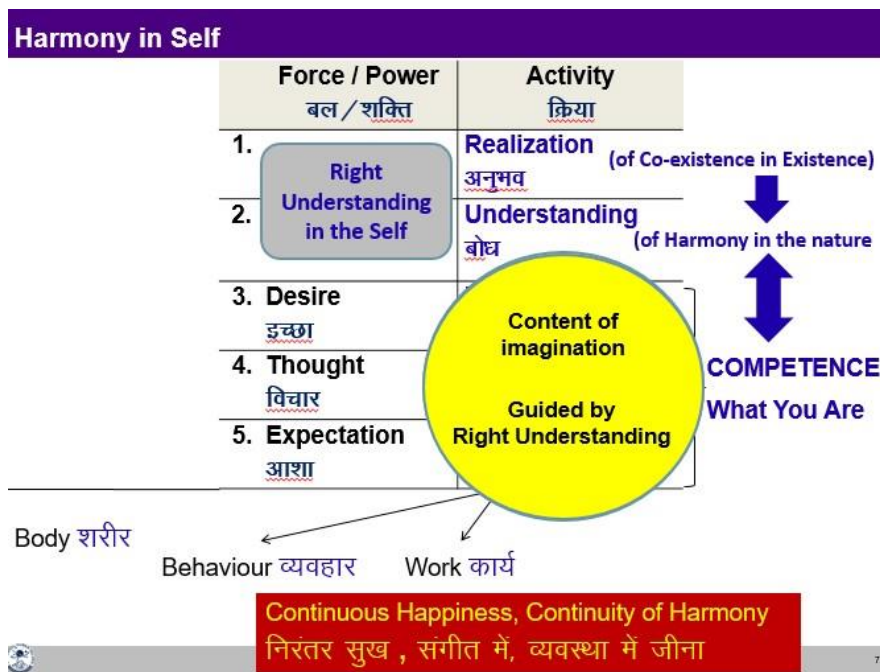 Harmony in Self
Force / Power
बल / शक्ति
Activity
क्रिया
1.
Right
Understanding
in the Self
Realization
अनुभव
(of Co-existence in Existence)
2.
Understanding
बोध
(of Harmony in the nature
3. Desire
इच्छा
4. Thought
विचार
5. Expectation
आशा
Content of
imagination
Guided by
Right Understanding
COMPETENCE
What You Are
Body शरीर
Behaviour व्यवहार
Work कार्य
Continuous Happiness, Continuity of Harmony
निरंतर सुख , संगीत में, व्यवस्था में जीना
7